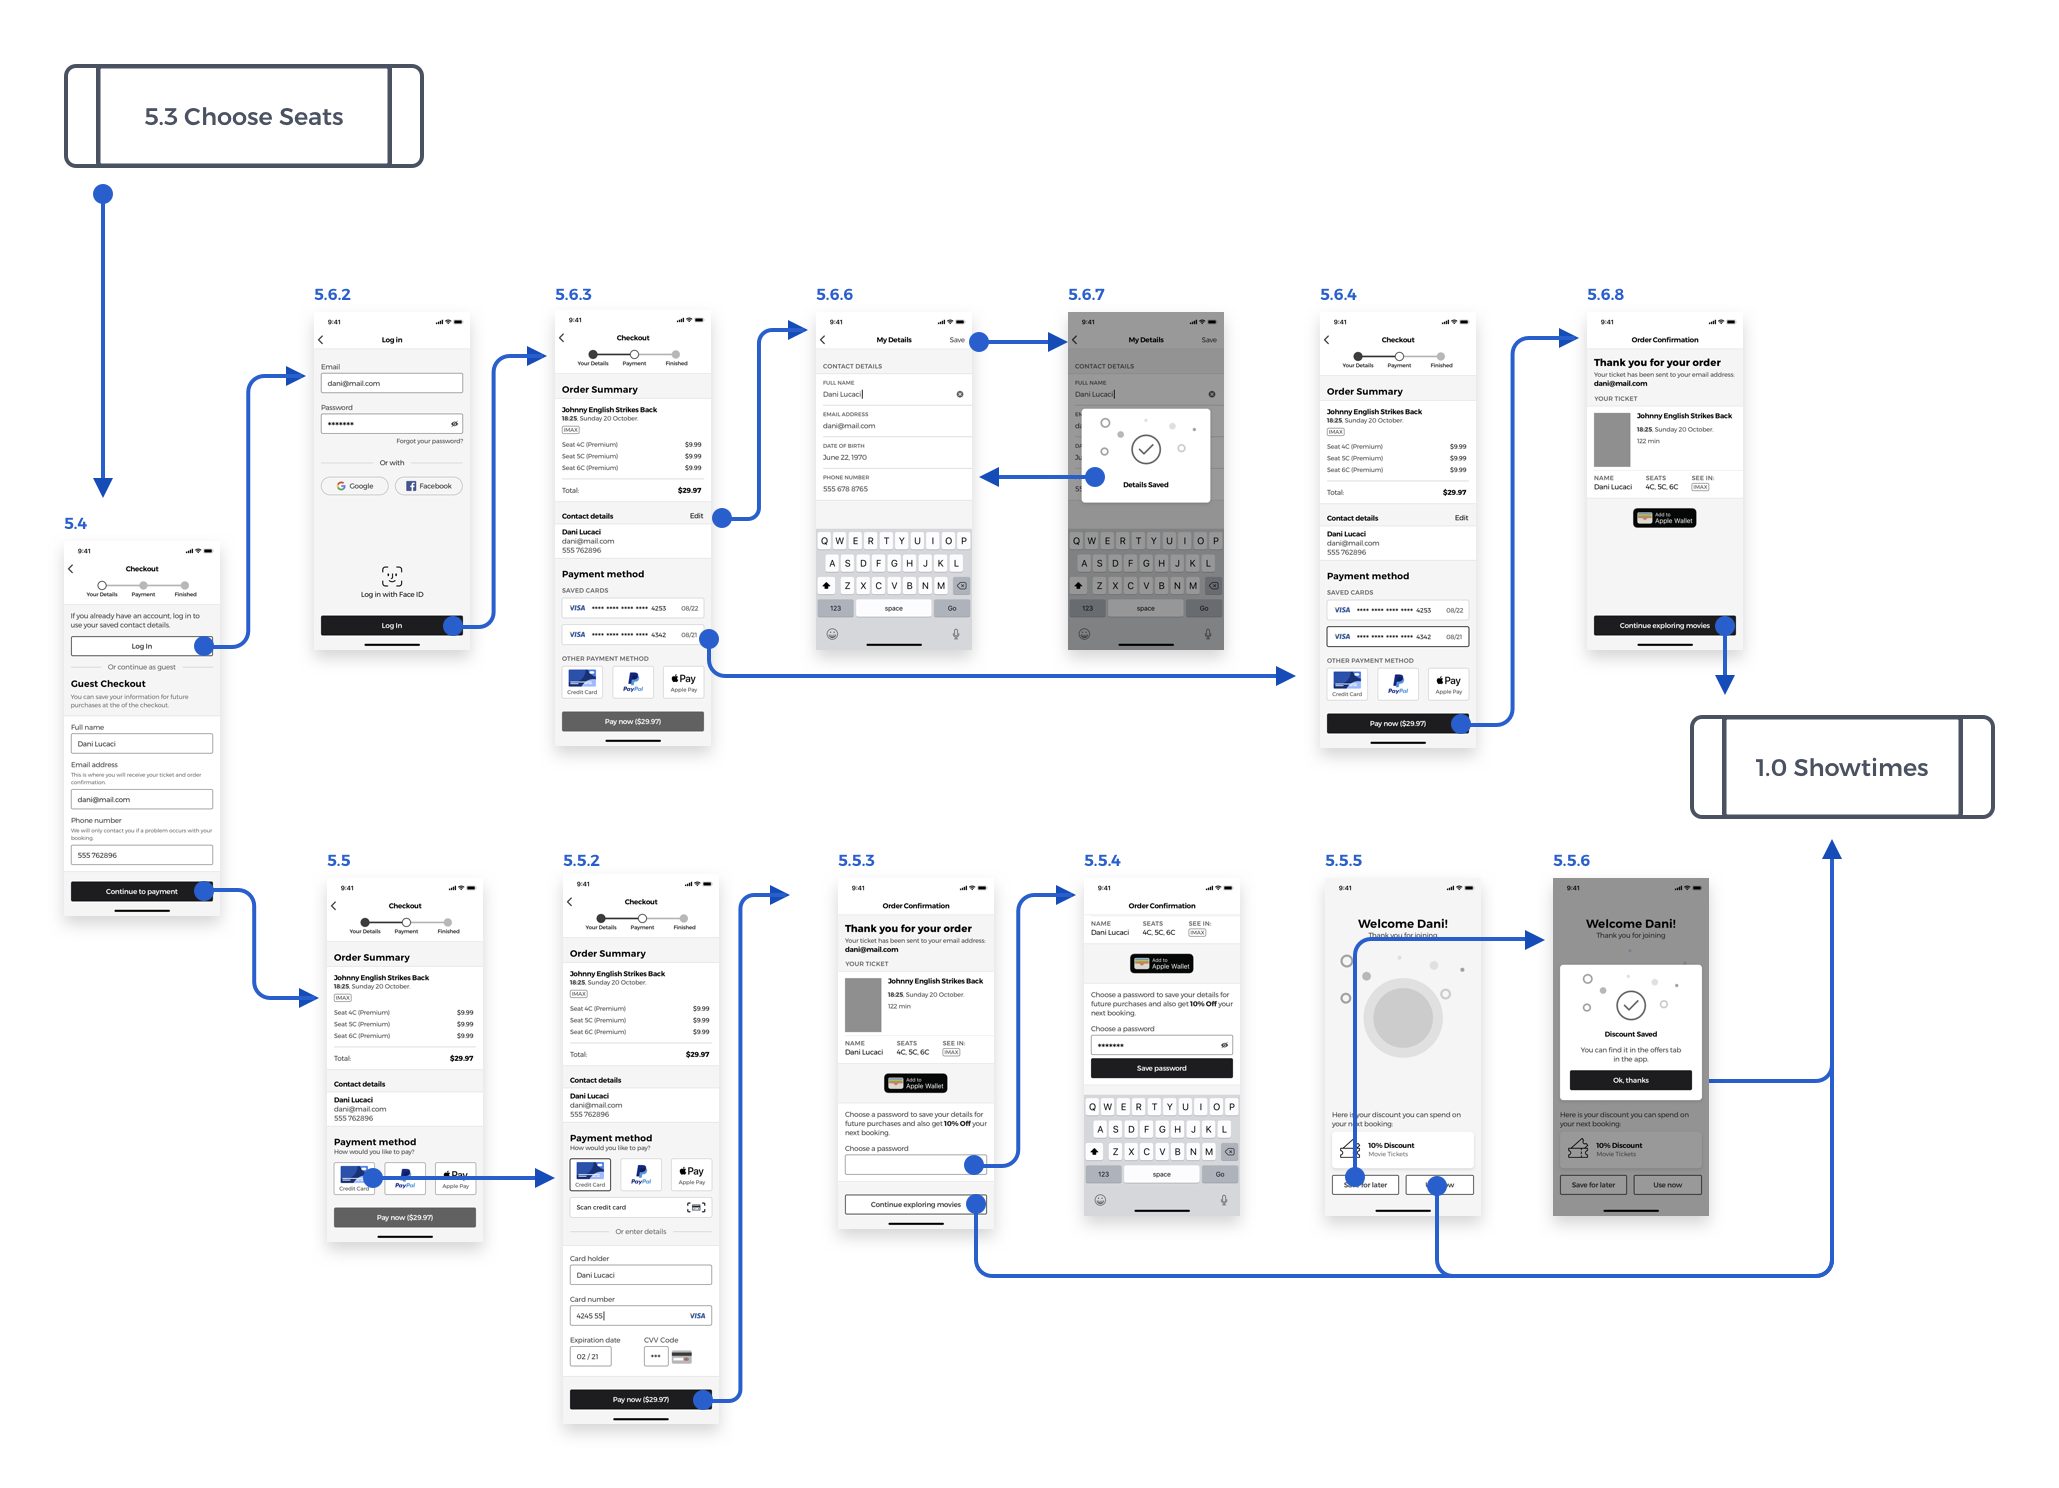 5.3 Choose Seats
5.4
9:41
Checkout
Your Details Payment Finished
If you already have an account, log in to
use your saved contact details.
Log In
Or continue as guest
Guest Checkout
You can save your information for future
purchases at the of the checkout.
Full name
Dani Lucaci
Email address
This is where you will receive your ticket and order
confirmation.
dani@mail.com
Phone number
We will only contact you if a problem occurs with your
booking.
555 762896
Continue to payment
5.6.2
9:41
Log in
Email
dani@mail.com
Password
•••••••
Forgot your password?
Or with
Google Facebook
Log in with Face ID
Log In
5.6.3
9:41
Checkout
Your Details Payment Finished
Order Summary
Johnny English Strikes Back
18:25, Sunday 20 October.
IMAX
Seat 4C (Premium) $9.99
Seat 5C (Premium) $9.99
Seat 6C (Premium) $9.99
Total: $29.97
Contact details Edit
Dani Lucaci
dani@mail.com
555 762896
Payment method
SAVED CARDS
VISA •••• •••• •••• •••• 4253 08/22
VISA •••• •••• •••• •••• 4342 08/21
OTHER PAYMENT METHOD
Credit Card PayPal Pay Apple Pay
Pay now ($29.97)
5.6.6
9:41
My Details Save
CONTACT DETAILS
FULL NAME
Dani Lucaci
EMAIL ADDRESS
dani@mail.com
DATE OF BIRTH
June 22, 1970
PHONE NUMBER
555 678 8765
Q W E R T Y U I O P
A S D F G H J K L
Z X C V B N M
123 space Go
5.6.7
9:41
My Details Save
CONTACT DETAILS
FULL NAME
Dani Lucaci
Details Saved
Q W E R T Y U I O P
A S D F G H J K L
Z X C V B N M
123 space Go
5.6.4
9:41
Checkout
Your Details Payment Finished
Order Summary
Johnny English Strikes Back
18:25, Sunday 20 October.
IMAX
Seat 4C (Premium) $9.99
Seat 5C (Premium) $9.99
Seat 6C (Premium) $9.99
Total: $29.97
Contact details Edit
Dani Lucaci
dani@mail.com
555 762896
Payment method
SAVED CARDS
VISA •••• •••• •••• •••• 4253 08/22
VISA •••• •••• •••• •••• 4342 08/21
OTHER PAYMENT METHOD
Credit Card PayPal Pay Apple Pay
Pay now ($29.97)
5.6.8
9:41
Order Confirmation
Thank you for your order
Your ticket has been sent to your email address:
dani@mail.com
YOUR TICKET
Johnny English Strikes Back
18:25, Sunday 20 October.
122 min
NAME SEATS SEE IN:
Dani Lucaci 4C, 5C, 6C IMAX
Add to
Apple Wallet
Continue exploring movies
1.0 Showtimes
5.5
9:41
Checkout
Your Details Payment Finished
Order Summary
Johnny English Strikes Back
18:25, Sunday 20 October.
IMAX
Seat 4C (Premium) $9.99
Seat 5C (Premium) $9.99
Seat 6C (Premium) $9.99
Total: $29.97
Contact details
Dani Lucaci
dani@mail.com
555 762896
Payment method
How would you like to pay?
Credit Card PayPal Pay Apple Pay
Pay now ($29.97)
5.5.2
9:41
Checkout
Your Details Payment Finished
Order Summary
Johnny English Strikes Back
18:25, Sunday 20 October.
IMAX
Seat 4C (Premium) $9.99
Seat 5C (Premium) $9.99
Seat 6C (Premium) $9.99
Total: $29.97
Contact details
Dani Lucaci
dani@mail.com
555 762896
Payment method
How would you like to pay?
Credit Card PayPal Pay Apple Pay
Scan credit card
Or enter details
Card holder
Dani Lucaci
Card number
4245 55 VISA
Expiration date CVV Code
02 / 21 •••
Pay now ($29.97)
5.5.3
9:41
Order Confirmation
Thank you for your order
Your ticket has been sent to your email address:
dani@mail.com
YOUR TICKET
Johnny English Strikes Back
18:25, Sunday 20 October.
122 min
NAME SEATS SEE IN:
Dani Lucaci 4C, 5C, 6C IMAX
Add to
Apple Wallet
Choose a password to save your details for
future purchases and also get 10% Off your
next booking.
Choose a password
Continue exploring movies
5.5.4
9:41
Order Confirmation
NAME SEATS SEE IN:
Dani Lucaci 4C, 5C, 6C IMAX
Add to
Apple Wallet
Choose a password to save your details for
future purchases and also get 10% Off your
next booking.
Choose a password
•••••••
Save password
Q W E R T Y U I O P
A S D F G H J K L
Z X C V B N M
123 space Go
5.5.5
9:41
Welcome Dani!
Thank you for joining
Here is your discount you can spend on
your next booking:
10% Discount
Movie Tickets
for later
5.5.6
9:41
Welcome Dani!
Thank you for joining
Discount Saved
You can find it in the offers tab
in the app.
Ok, thanks
Here is your discount you can spend on
your next booking:
10% Discount
Movie Tickets
Save for later Use now